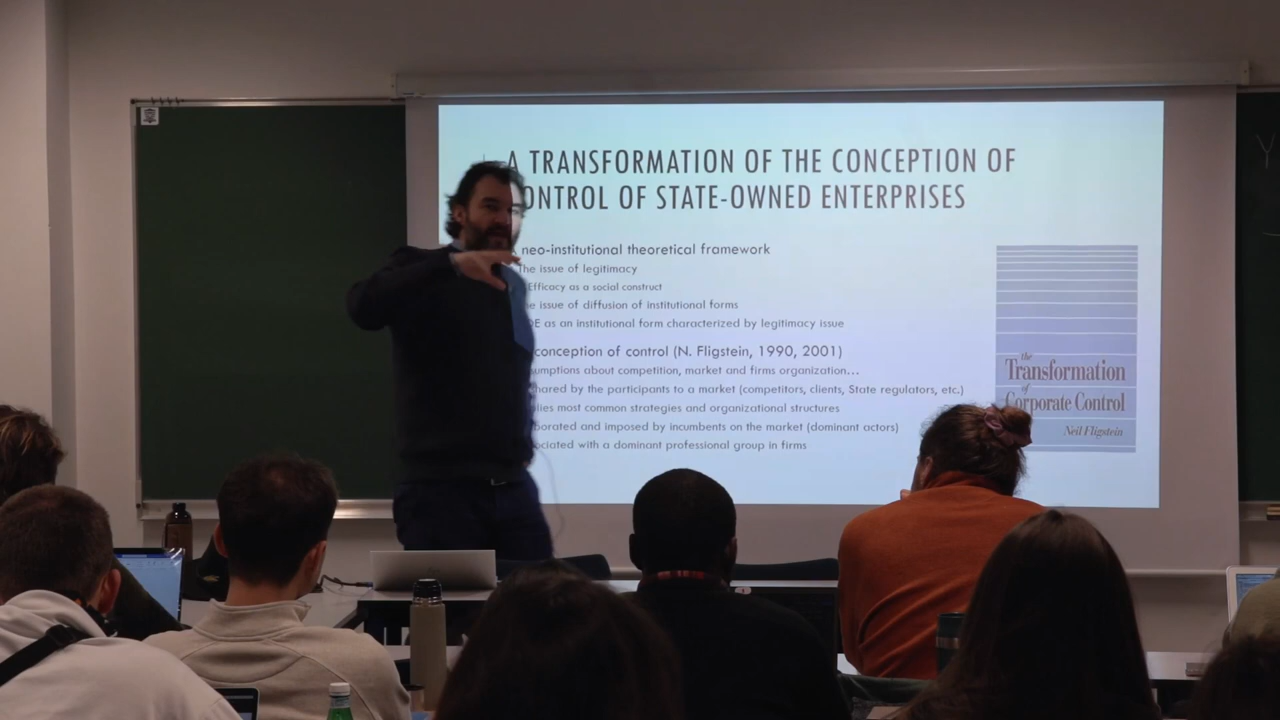 A TRANSFORMATION OF THE CONCEPTION OF
ONTROL OF STATE-OWNED ENTERPRISES
neo-institutional theoretical framework
The issue of legitimacy
Efficacy as a social construct
issue of diffusion of institutional forms
as an institutional form characterized by legitimacy issue
conception of control (N. Fligstein, 1990, 2001)
umptions about competition, market and firms organization...
hared by the participants to a market (competitors, clients, State regulators, etc.)
lies most common strategies and organizational structures
borated and imposed by incumbents on the market (dominant actors)
ociated with a dominant professional group in firms
the
Transformation
of
Corporate Control
Neil Fligstein